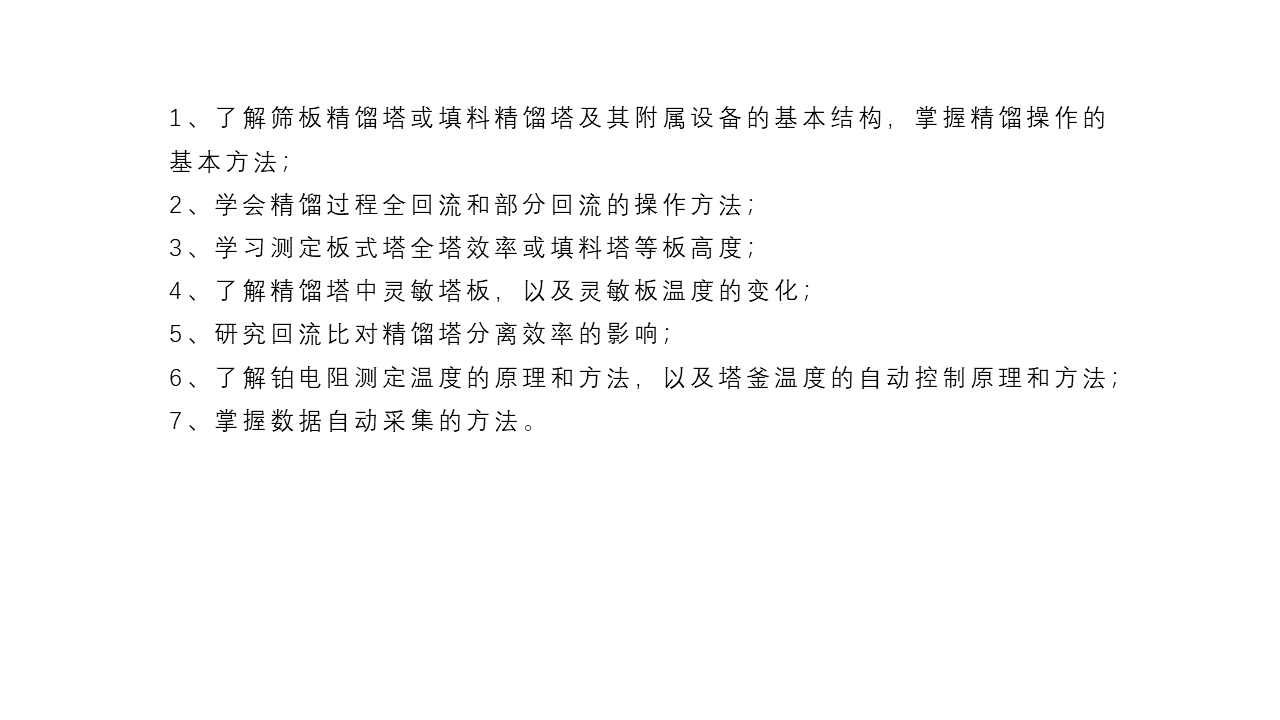 1、了解筛板精馏塔或填料精馏塔及其附属设备的基本结构，掌握精馏操作的
基本方法；
2、学会精馏过程全回流和部分回流的操作方法；
3、学习测定板式塔全塔效率或填料塔等板高度；
4、了解精馏塔中灵敏塔板，以及灵敏板温度的变化；
5、研究回流比对精馏塔分离效率的影响；
6、了解铂电阻测定温度的原理和方法，以及塔釜温度的自动控制原理和方法；
7、掌握数据自动采集的方法。